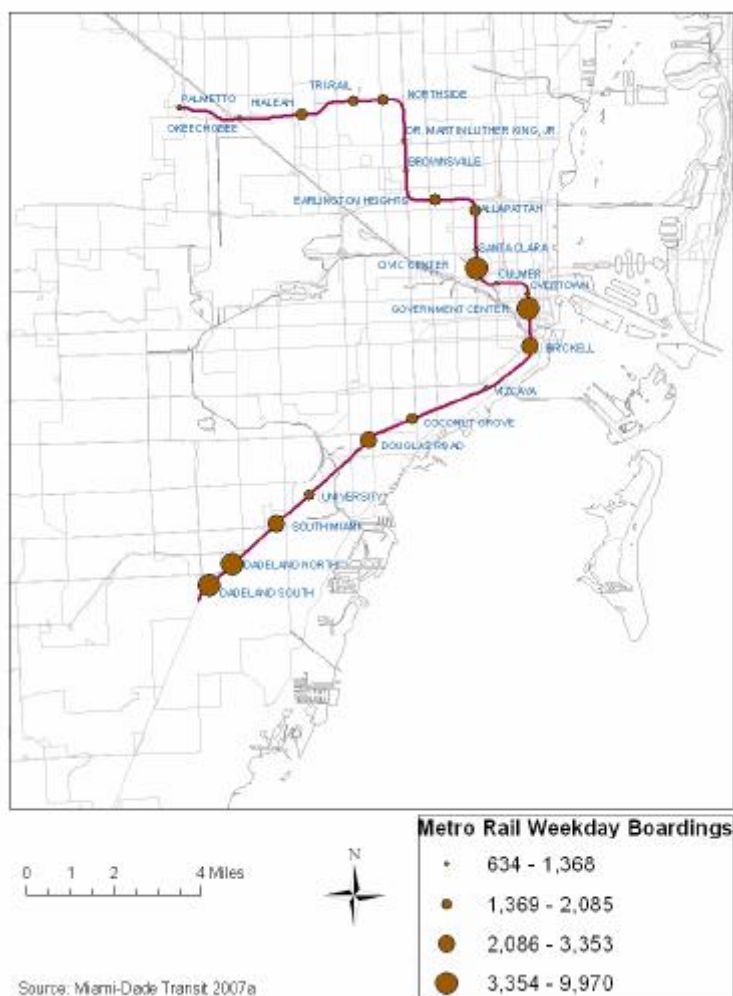 TRI RAIL
NORTHSIDE
PALMETTO
HIALEAH
OKEECHOBEE
DR. MARTIN LUTHER KING, JR.
BROWNSVILLE
EARLINGTON HEIGHTS
ALLAPATTAH
SANTA CLARA
CIVIC CENTER
CULMER
OVERTOWN
GOVERNMENT CENTER
BRICKELL
VIZCAYA
COCONUT GROVE
DOUGLAS ROAD
UNIVERSITY
SOUTH MIAMI
DADELAND NORTH
DADELAND SOUTH
Metro Rail Weekday Boardings
634 - 1,368
1,369 - 2,085
2,086 - 3,353
3,354 - 9,970
0 1 2 4 Miles
N
Source: Miami-Dade Transit 2007a